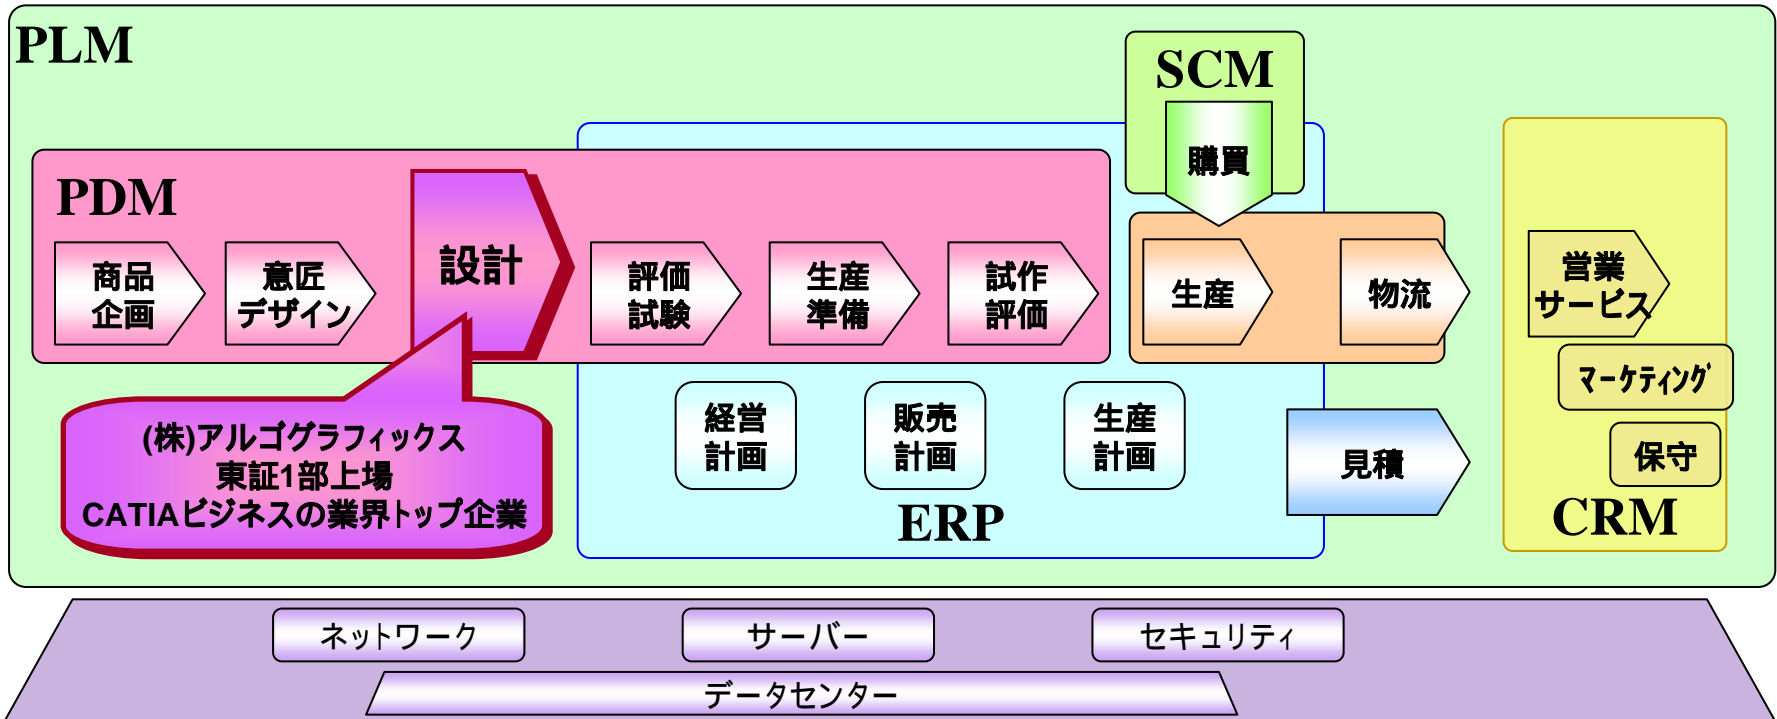 PLM
SCM
購買
PDM
商品
企画
意匠
デザイン
設計
評価
試験
生産
準備
試作
評価
生産
物流
営業
サービス
マーケティング
保守
CRM
経営
計画
販売
計画
生産
計画
見積
ERP
(株)アルゴグラフィックス
東証1部上場
CATIAビジネスの業界トップ企業
ネットワーク
サーバー
セキュリティ
データセンター